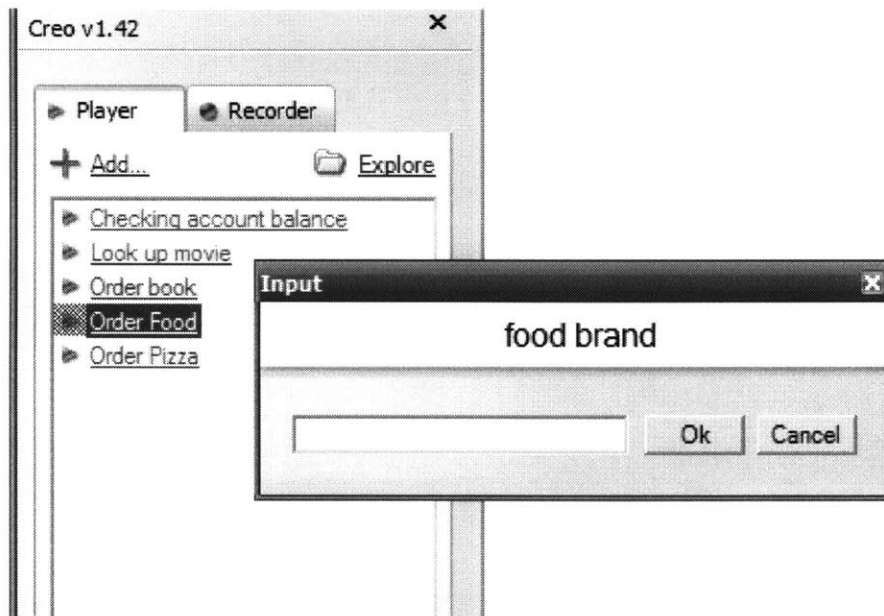 Creo v1.42
Player
Recorder
Add...
Explore
Checking account balance
Look up movie
Order book
Order Food
Order Pizza
Input
food brand
Ok
Cancel